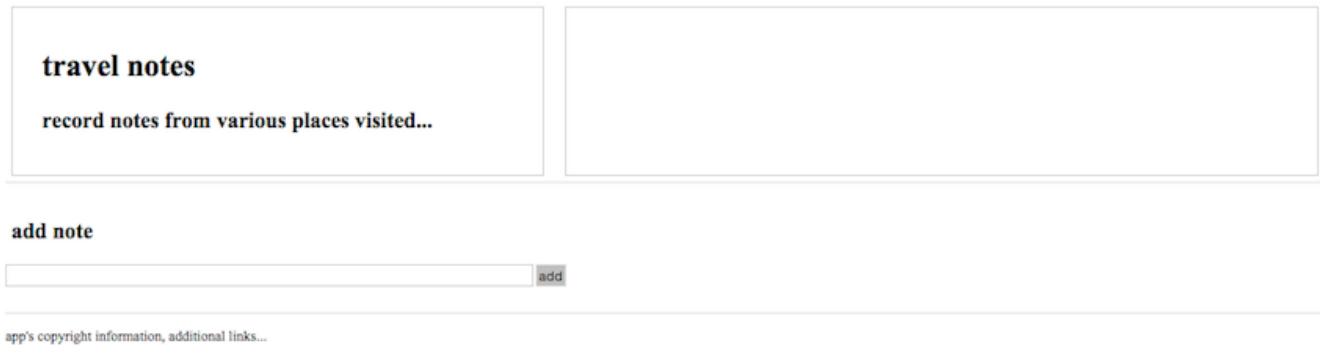 travel notes
record notes from various places visited...
add note
add
app's copyright information, additional links...